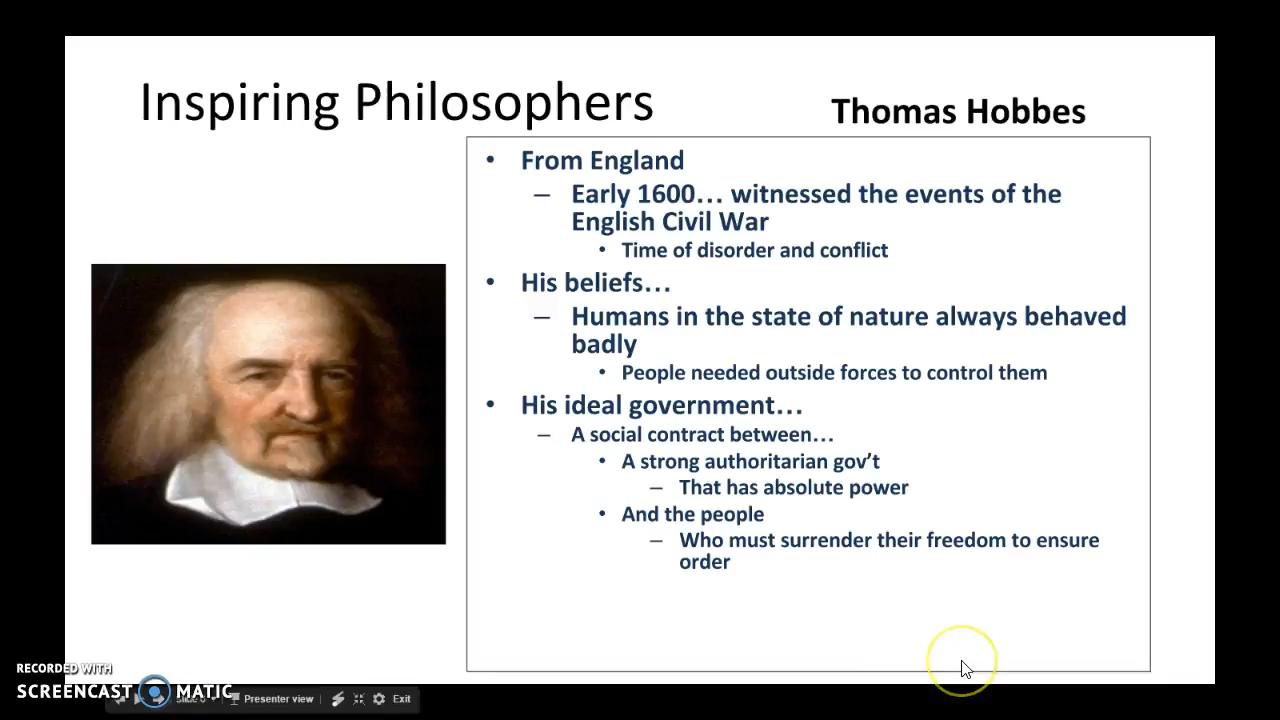 Inspiring Philosophers
Thomas Hobbes
• From England
– Early 1600… witnessed the events of the
English Civil War
• Time of disorder and conflict
• His beliefs…
– Humans in the state of nature always behaved
badly
• People needed outside forces to control them
• His ideal government…
– A social contract between…
• A strong authoritarian gov’t
– That has absolute power
• And the people
– Who must surrender their freedom to ensure
order
RECORDED WITH
SCREENCAST MATIC
Presenter view
Exit